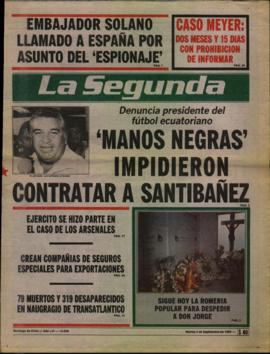 EMBAJADOR SOLANO
LLAMADO A ESPAÑA POR
ASUNTO DEL 'ESPIONAJE'
CASO MEYER:
DOS MESES Y 15 DIAS
CON PROHIBICION
DE INFORMAR
La Segunda
Denuncia presidente del
fútbol ecuatoriano
'MANOS NEGRAS'
IMPIDIERON
CONTRATAR A SANTIBAÑEZ
EJERCITO SE HIZO PARTE
EN EL
CASO DE LOS ARSENALES
CREAN COMPAÑIAS DE
SEGUROS
ESPECIALES PARA EXPORTACIONES
79 MUERTOS Y 319 DESAPARECIDOS
EN NAUGRAGIO DE TRANSATLANTICO
SIGUE HOY LA ROMERIA
POPULAR PARA DESPEDIR
A DON JORGE